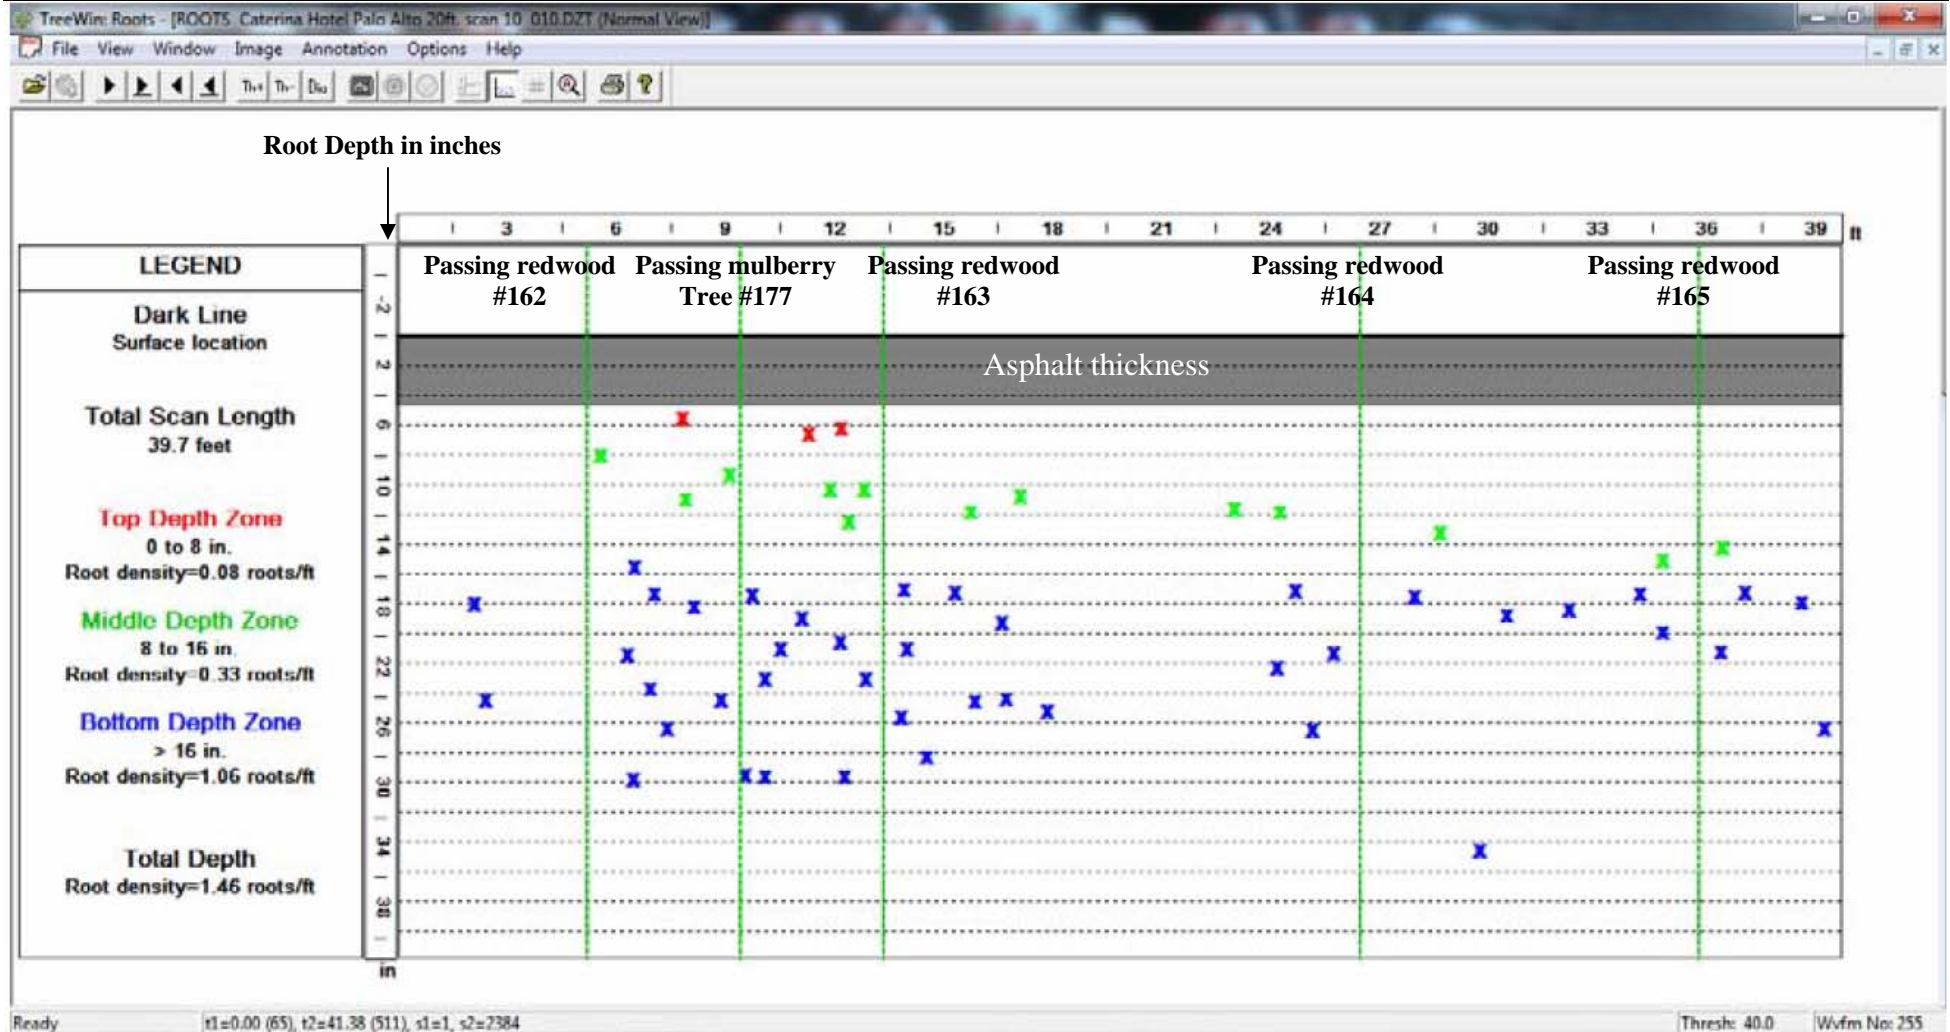 TreeWin: Roots - [ROOTS Caterina Hotel Palo Alto 20ft. scan 10 010.DZT (Normal View)]
File View Window Image Annotation Options Help
Th+ Th-
Root Depth in inches
3 6 9 12 15 18 21 24 27 30 33 36 39 ft
LEGEND
Dark Line
Surface location
Total Scan Length
39.7 feet
Top Depth Zone
0 to 8 in.
Root density=0.08 roots/ft
Middle Depth Zone
8 to 16 in.
Root density=0.33 roots/ft
Bottom Depth Zone
> 16 in.
Root density=1.06 roots/ft
Total Depth
Root density=1.46 roots/ft
-2
2
6
10
14
18
22
26
30
34
38
in
Passing redwood
#162
Passing mulberry
Tree #177
Passing redwood
#163
Passing redwood
#164
Passing redwood
#165
Asphalt thickness
Ready t1=0.00 (65), t2=41.38 (511), s1=1, s2=2384 Thresh: 40.0 Wvfm No: 255